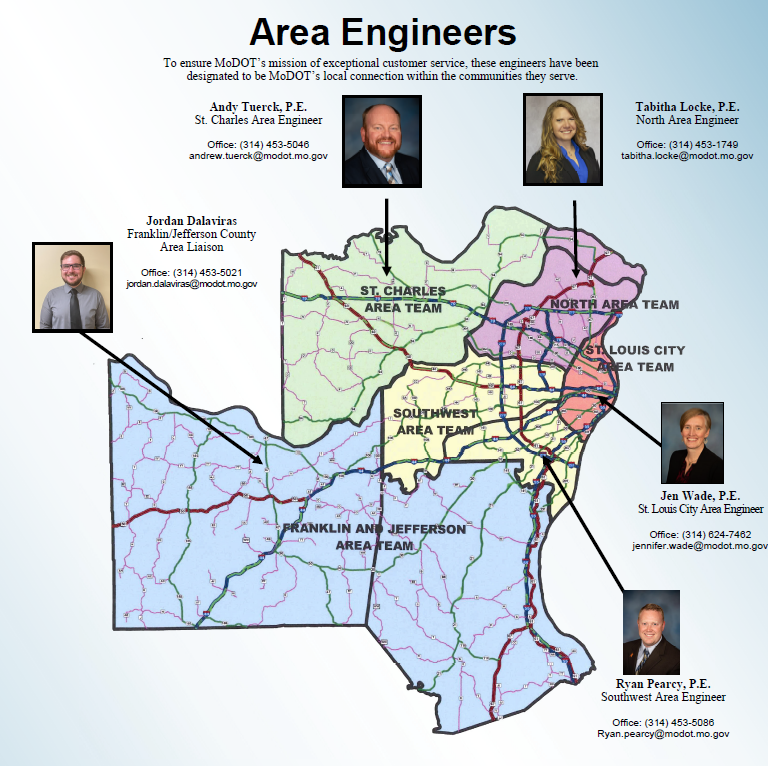 Area Engineers
To ensure MoDOT's mission of exceptional customer service, these engineers have been
designated to be MoDOT's local connection within the communities they serve.
Andy Tuerck, P.E.
St. Charles Area Engineer
Office: (314) 453-5046
andrew.tuerck@modot.mo.gov
Tabitha Locke, P.E.
North Area Engineer
Office: (314) 453-1749
tabitha.locke@modot.mo.gov
Jordan Dalaviras
Franklin/Jefferson County
Area Liaison
Office: (314) 453-5021
jordan.dalaviras@modot.mo.gov
ST. CHARLES
AREA TEAM
NORTH AREA TEAM
ST. LOUIS CITY
AREA TEAM
SOUTHWEST
AREA TEAM
FRANKLIN AND JEFFERSON
AREA TEAM
Jen Wade, P.E.
St. Louis City Area Engineer
Office: (314) 624-7462
jennifer.wade@modot.mo.gov
Ryan Pearcy, P.E.
Southwest Area Engineer
Office: (314) 453-5086
Ryan.pearcy@modot.mo.gov